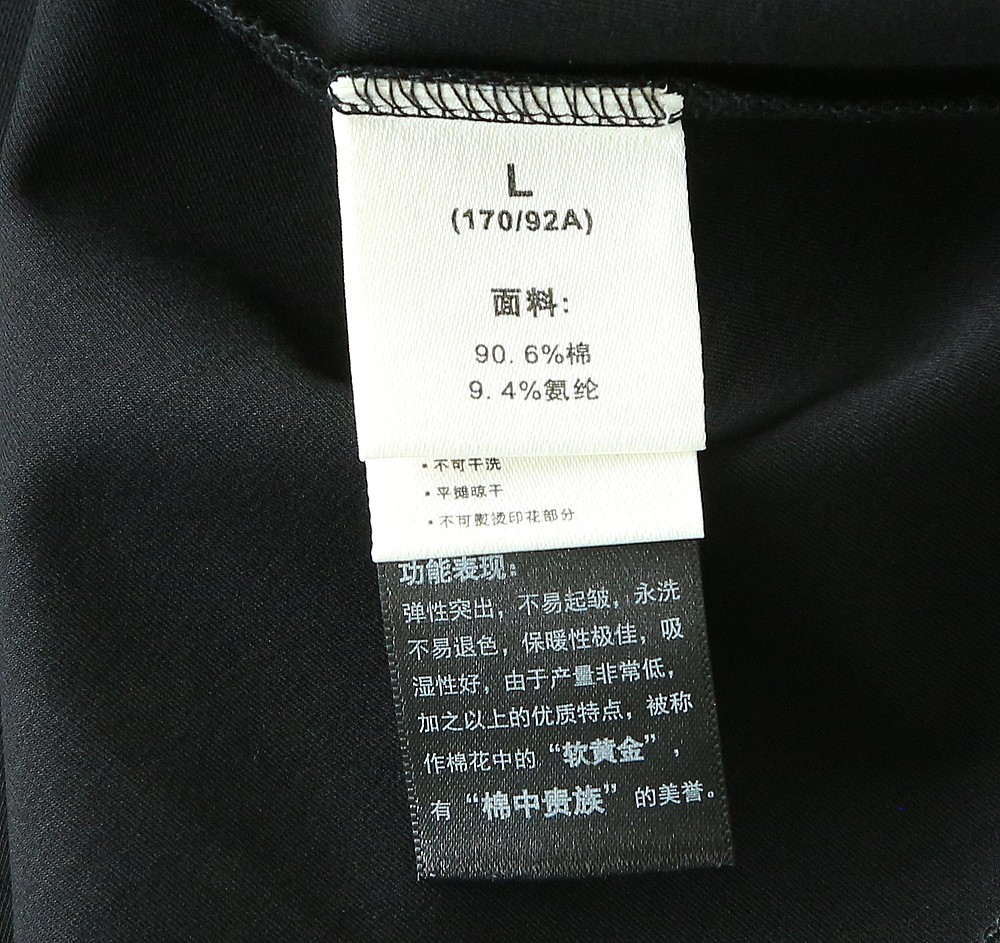 L
(170/92A)
面料:
90. 6%棉
9. 4%氨纶
• 不可干洗
• 平摊晾干
• 不可熨烫印花部分
功能表现:
弹性突出，不易起皱，永洗
不易退色，保暖性极佳，吸
湿性好，由于产量非常低，
加之以上的优质特点，被称
作棉花中的“软黄金”，
有“棉中贵族”的美誉。